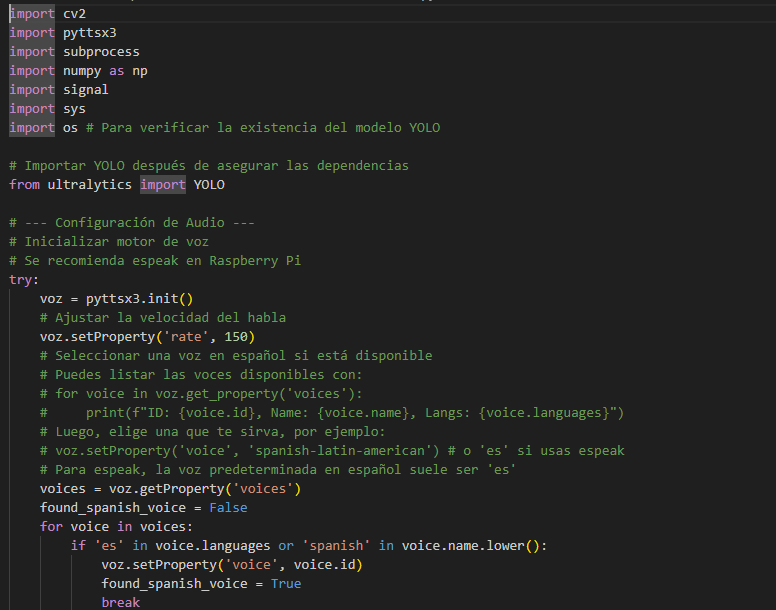 import cv2
import pyttsx3
import subprocess
import numpy as np
import signal
import sys
import os # Para verificar la existencia del modelo YOLO

# Importar YOLO después de asegurar las dependencias
from ultralytics import YOLO

# --- Configuración de Audio ---
# Inicializar motor de voz
# Se recomienda espeak en Raspberry Pi
try:
    voz = pyttsx3.init()
    # Ajustar la velocidad del habla
    voz.setProperty('rate', 150)
    # Seleccionar una voz en español si está disponible
    # Puedes listar las voces disponibles con:
    # for voice in voz.get_property('voices'):
    #     print(f"ID: {voice.id}, Name: {voice.name}, Langs: {voice.languages}")
    # Luego, elige una que te sirva, por ejemplo:
    # voz.setProperty('voice', 'spanish-latin-american') # o 'es' si usas espeak
    # Para espeak, la voz predeterminada en español suele ser 'es'
    voices = voz.getProperty('voices')
    found_spanish_voice = False
    for voice in voices:
        if 'es' in voice.languages or 'spanish' in voice.name.lower():
            voz.setProperty('voice', voice.id)
            found_spanish_voice = True
            break